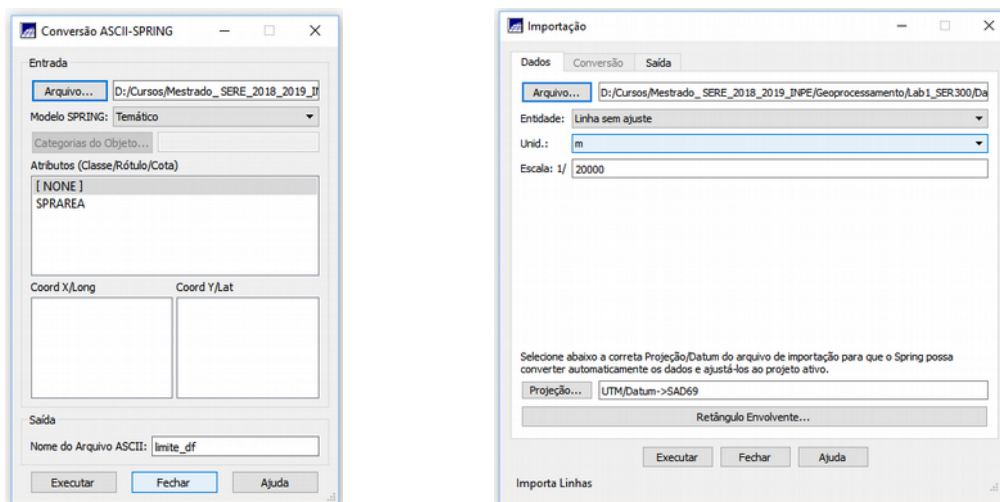 Conversão ASCII-SPRING
Entrada
Arquivo... D:/Cursos/Mestrado_ SERE_2018_2019_I
Modelo SPRING: Temático
Categorias do Objeto...
Atributos (Classe/Rótulo/Cota)
[ NONE ]
SPRAREA
Coord X/Long Coord Y/Lat
Saída
Nome do Arquivo ASCII: limite_df
Executar Fechar Ajuda
Importação
Dados Conversão Saída
Arquivo... D:/Cursos/Mestrado_ SERE_2018_2019_INPE/Geoprocessamento/Lab1_SER300/Da
Entidade: Linha sem ajuste
Unid.: m
Escala: 1/ 20000
Selecione abaixo a correta Projeção/Datum do arquivo de importação para que o Spring possa
converter automaticamente os dados e ajustá-los ao projeto ativo.
Projeção... UTM/Datum->SAD69
Retângulo Envolvente...
Executar Fechar Ajuda
Importa Linhas